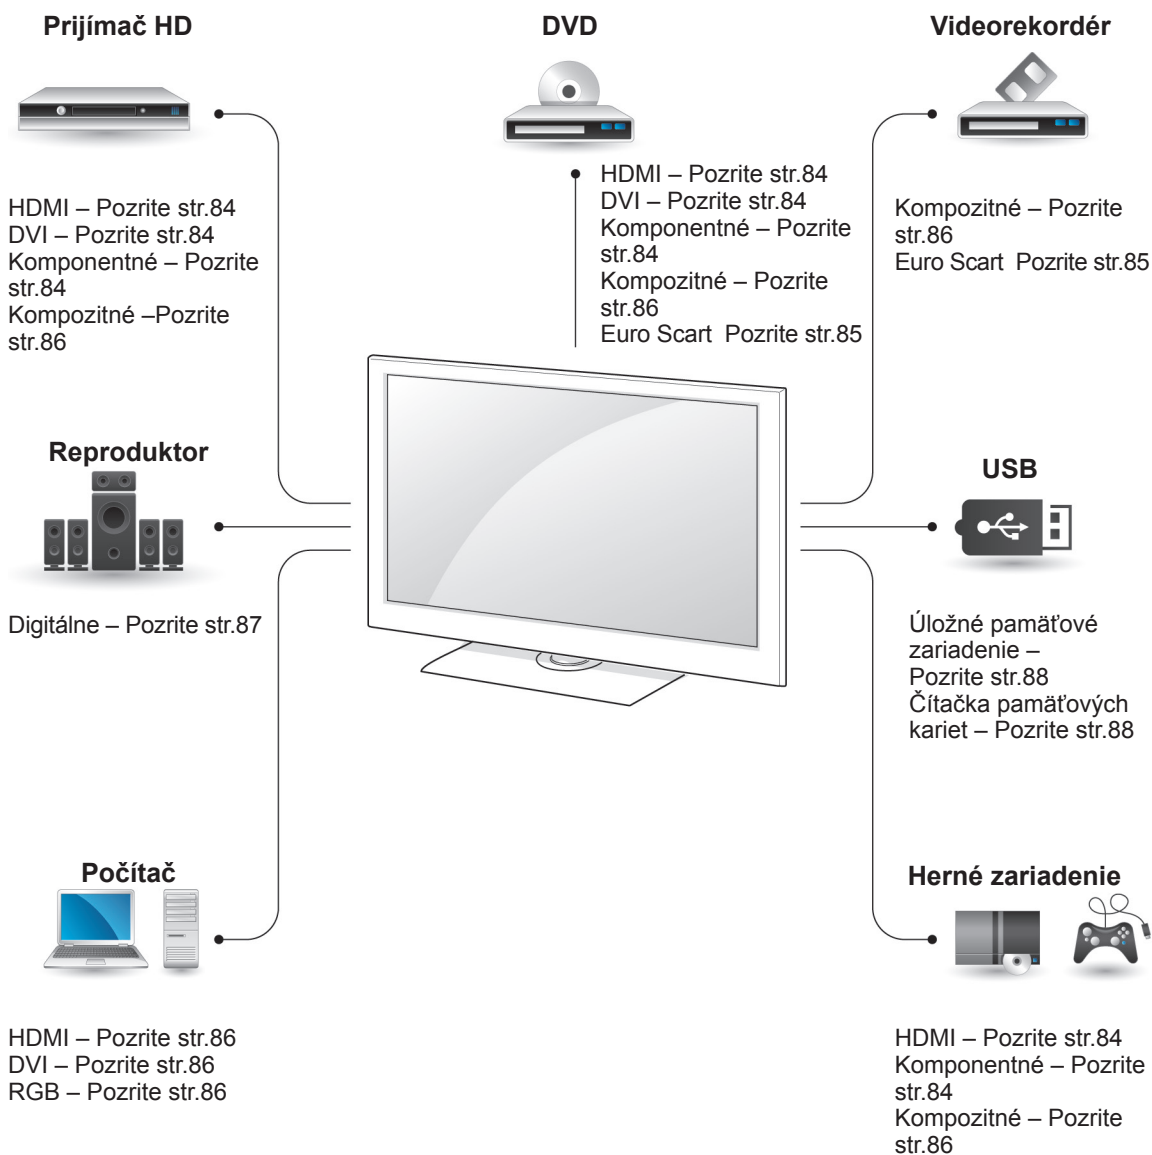 Prijímač HD
HDMI – Pozrite str.84
DVI – Pozrite str.84
Komponentné – Pozrite
str.84
Kompozitné –Pozrite
str.86
DVD
HDMI – Pozrite str.84
DVI – Pozrite str.84
Komponentné – Pozrite
str.84
Kompozitné – Pozrite
str.86
Euro Scart  Pozrite str.85
Videorekordér
Kompozitné – Pozrite
str.86
Euro Scart  Pozrite str.85
Reproduktor
Digitálne – Pozrite str.87
USB
Úložné pamäťové
zariadenie –
Pozrite str.88
Čítačka pamäťových
kariet – Pozrite str.88
Počítač
HDMI – Pozrite str.86
DVI – Pozrite str.86
RGB – Pozrite str.86
Herné zariadenie
HDMI – Pozrite str.84
Komponentné – Pozrite
str.84
Kompozitné – Pozrite
str.86